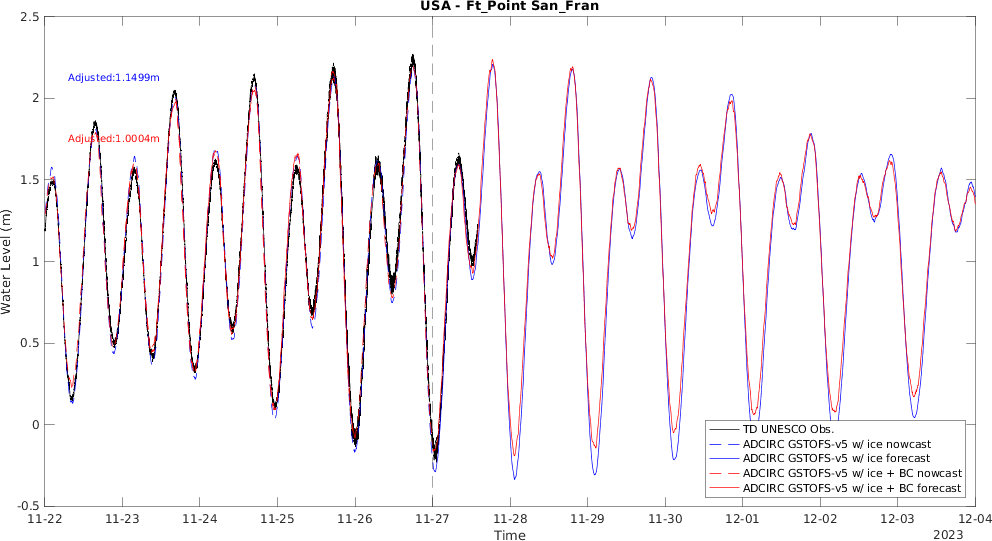 USA - Ft_Point San_Fran
2.5
2
1.5
1
0.5
0
-0.5
Water Level (m)
Adjusted:1.1499m
Adjusted:1.0004m
TD UNESCO Obs.
ADCIRC GSTOFS-v5 w/ ice nowcast
ADCIRC GSTOFS-v5 w/ ice forecast
ADCIRC GSTOFS-v5 w/ ice + BC nowcast
ADCIRC GSTOFS-v5 w/ ice + BC forecast
11-22 11-23 11-24 11-25 11-26 11-27 11-28 11-29 11-30 12-01 12-02 12-03 12-04
Time
2023